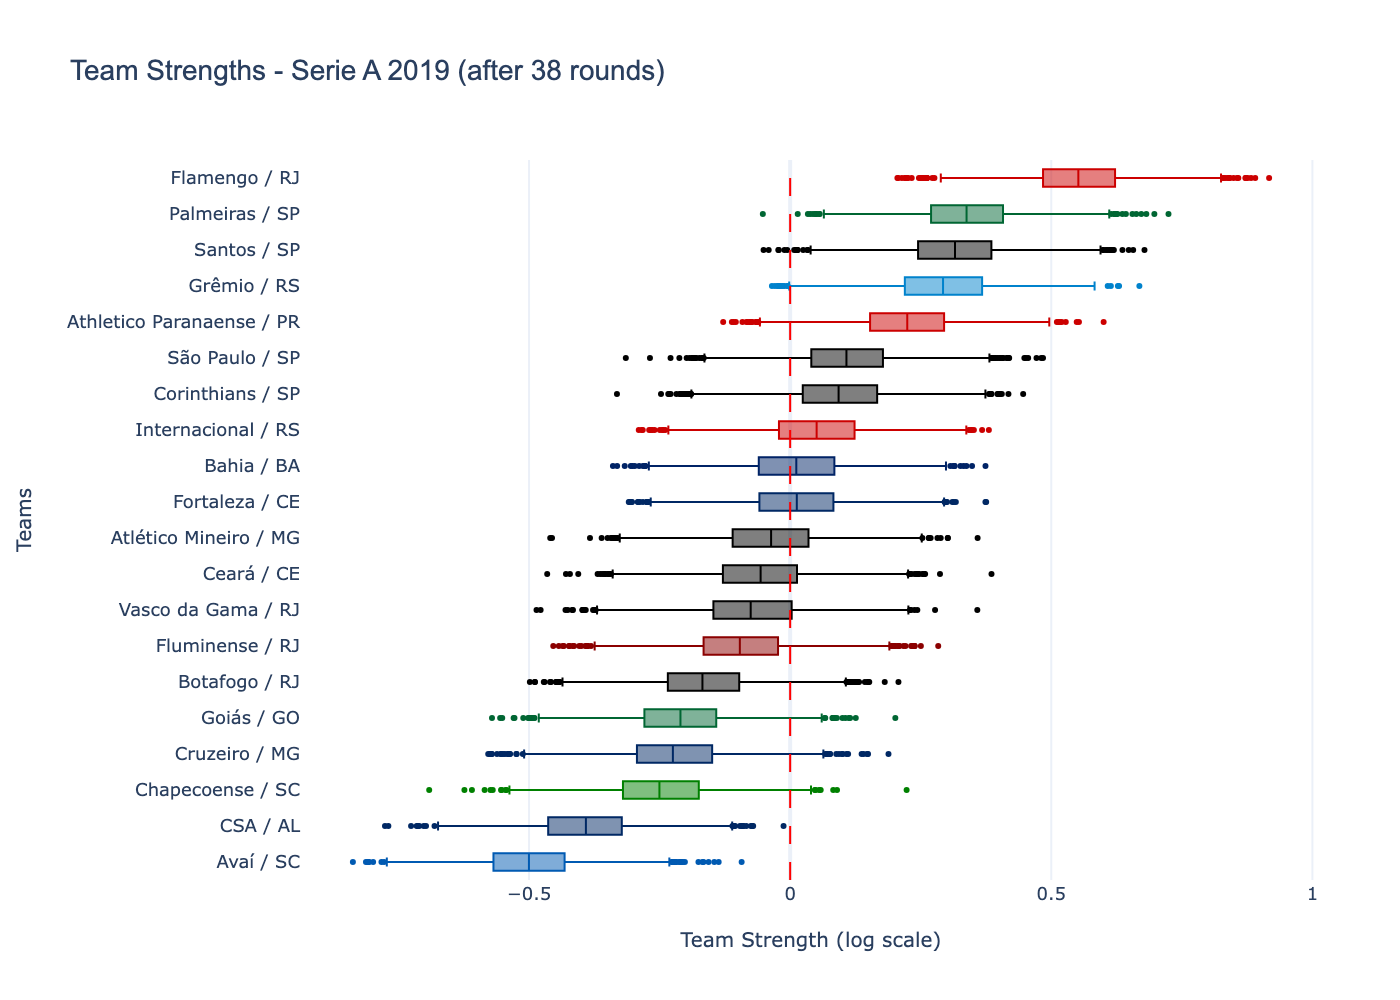 Team Strengths - Serie A 2019 (after 38 rounds)
Flamengo / RJ
Palmeiras / SP
Santos / SP
Grêmio / RS
Athletico Paranaense / PR
São Paulo / SP
Corinthians / SP
Internacional / RS
Bahia / BA
Fortaleza / CE
Atlético Mineiro / MG
Ceará / CE
Vasco da Gama / RJ
Fluminense / RJ
Botafogo / RJ
Goiás / GO
Cruzeiro / MG
Chapecoense / SC
CSA / AL
Avaí / SC
Teams
−0.5 0 0.5 1
Team Strength (log scale)